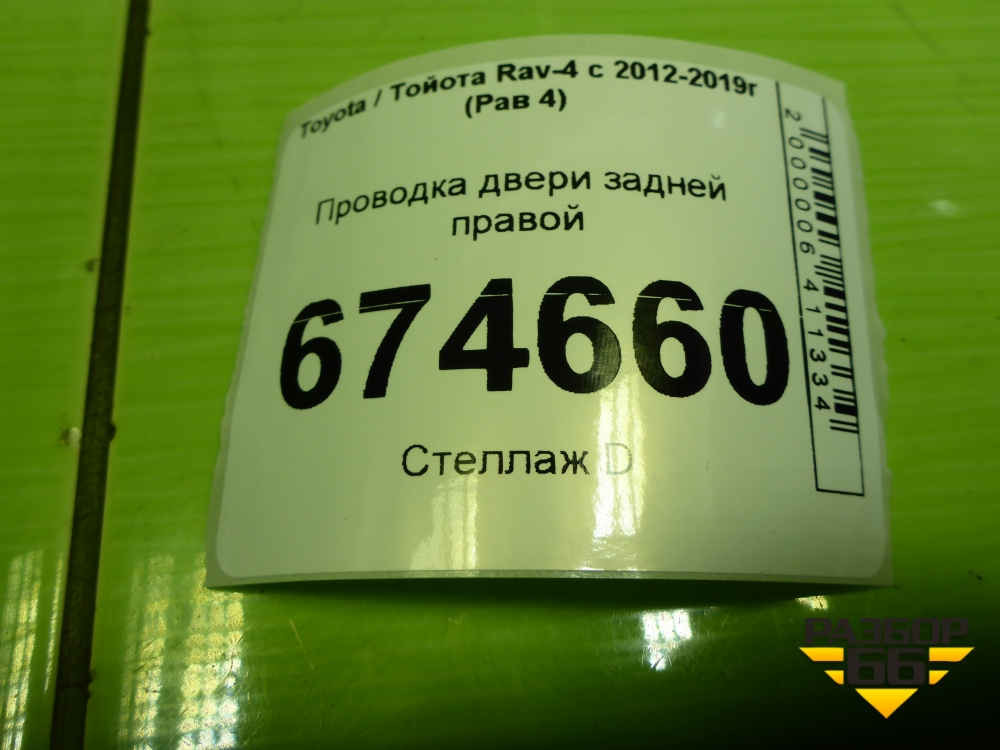 Toyota / Тойота Rav-4 с 2012-2019г
(Рав 4)
Проводка двери задней
правой
674660
Стеллаж D
2000006411334
РАЗБОР
66